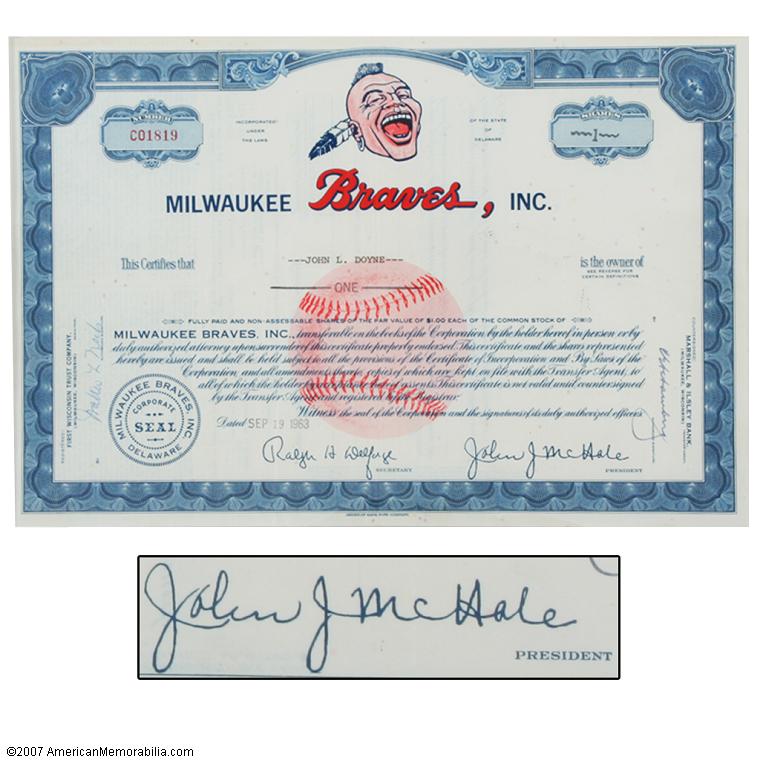 NUMBER
C01819
INCORPORATED
UNDER
THE LAWS
OF THE STATE
OF
DELAWARE
SHARES
1
MILWAUKEE Braves, INC.
This Certifies that
---JOHN L. DOYNE---
is the owner of
SEE REVERSE FOR
CERTAIN DEFINITIONS
ONE
FULLY PAID AND NON-ASSESSABLE SHARES OF THE PAR VALUE OF $1.00 EACH OF THE COMMON STOCK OF
MILWAUKEE BRAVES, INC., transferable on the books of the Corporation by the holder hereof in person or by
duly authorized attorney upon surrender of this certificate properly endorsed. This certificate and the shares represented
hereby are issued and shall be held subject to all the provisions of the Certificate of Incorporation and By Laws of the
Corporation, and all amendments thereto, copies of which are kept on file with the Transfer Agent, to
all of which the holder by acceptance hereof assents. This certificate is not valid until countersigned
by the Transfer Agent and registered by the Registrar.
Witness the seal of the Corporation and the signatures of its duly authorized officers.
Dated SEP 19 1963
FIRST WISCONSIN TRUST COMPANY,
(MILWAUKEE, WISCONSIN)
MILWAUKEE BRAVES INC
CORPORATE
SEAL
DELAWARE
COUNTERSIGNED:
MARSHALL & ILSLEY BANK,
(MILWAUKEE, WISCONSIN)
Ralph H Delforge
SECRETARY
John J McHale
PRESIDENT
John J McHale
PRESIDENT
©2007 AmericanMemorabilia.com